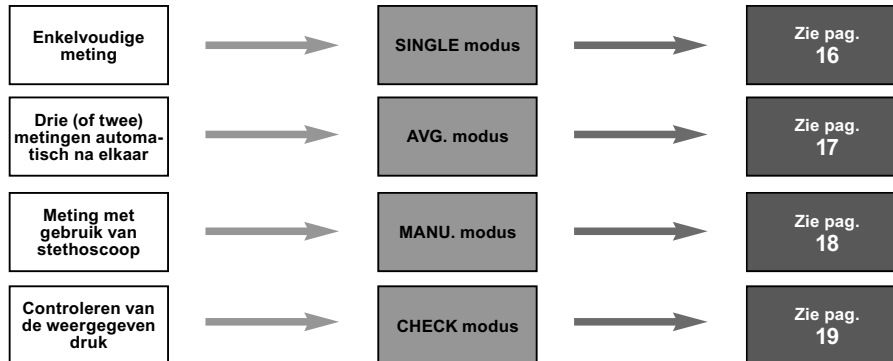 Enkelvoudige
meting
SINGLE modus
Zie pag.
16
Drie (of twee)
metingen automa-
tisch na elkaar
AVG. modus
Zie pag.
17
Meting met
gebruik van
stethoscoop
MANU. modus
Zie pag.
18
Controleren van
de weergegeven
druk
CHECK modus
Zie pag.
19